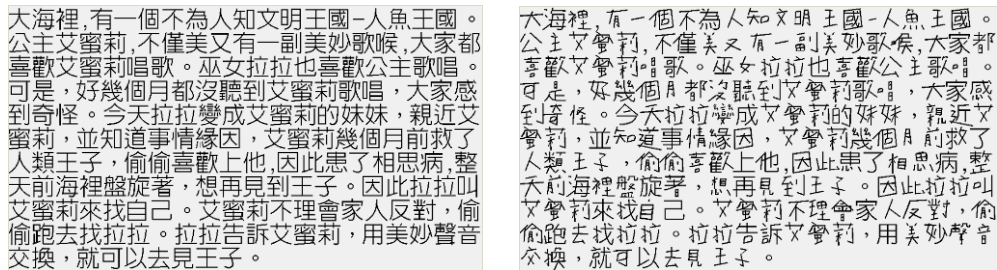 大海裡,有一個不為人知文明王國–人魚王國。
公主艾蜜莉,不僅美又有一副美妙歌喉,大家都
喜歡艾蜜莉唱歌。巫女拉拉也喜歡公主歌唱。
可是，好幾個月都沒聽到艾蜜莉歌唱，大家感
到奇怪。今天拉拉變成艾蜜莉的妹妹，親近艾
蜜莉，並知道事情緣因，艾蜜莉幾個月前救了
人類王子，偷偷喜歡上他,因此患了相思病,整
天前海裡盤旋著，想再見到王子。因此拉拉叫
艾蜜莉來找自己。艾蜜莉不理會家人反對，偷
偷跑去找拉拉。拉拉告訴艾蜜莉，用美妙聲音
交換，就可以去見王子。
大海裡,有一個不為人知文明王國–人魚王國。
公主艾蜜莉,不僅美又有一副美妙歌喉,大家都
喜歡艾蜜莉唱歌。巫女拉拉也喜歡公主歌唱。
可是，好幾個月都沒聽到艾蜜莉歌唱，大家感
到奇怪。今天拉拉變成艾蜜莉的妹妹，親近艾
蜜莉，並知道事情緣因，艾蜜莉幾個月前救了
人類王子，偷偷喜歡上他,因此患了相思病,整
天前海裡盤旋著，想再見到王子。因此拉拉叫
艾蜜莉來找自己。艾蜜莉不理會家人反對，偷
偷跑去找拉拉。拉拉告訴艾蜜莉，用美妙聲音
交換，就可以去見王子。